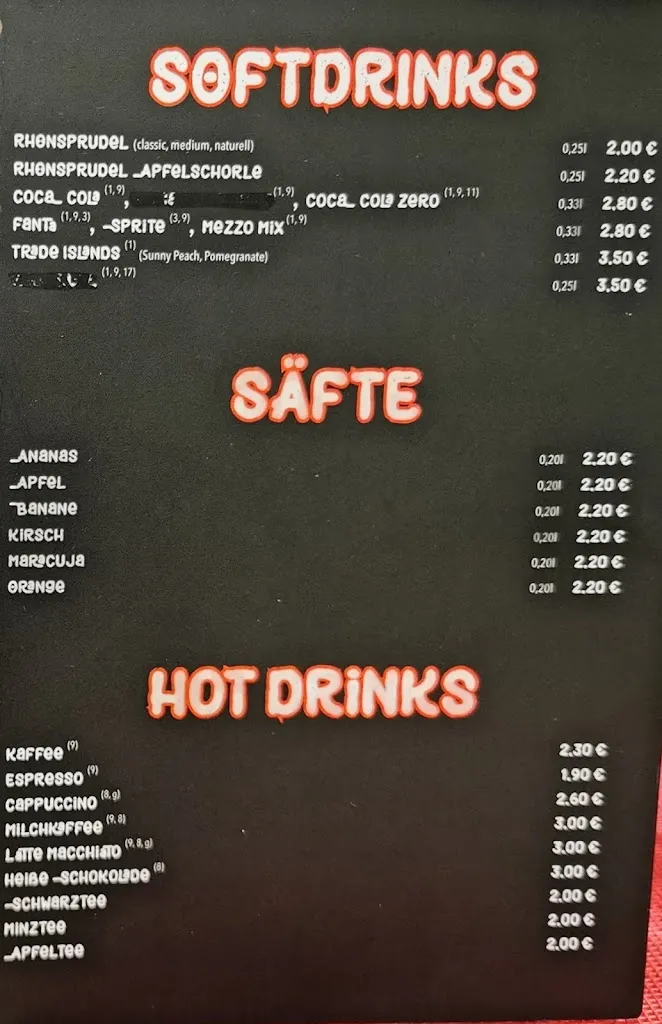 SOFTDRINKS
RHÖNSPRUDEL (classic, medium, naturell) 0,25l 2,00 €
RHÖNSPRUDEL APFELSCHORLE 0,25l 2,20 €
COCA COLA (1, 9), (1, 9), COCA COLA ZERO (1, 9, 11) 0,33l 2,80 €
FANTA (1, 9, 3), SPRITE (3, 9), MEZZO MIX (1, 9) 0,33l 2,80 €
TRADE ISLANDS (1) (Sunny Peach, Pomegranate) 0,33l 3,50 €
(1, 9, 17) 0,25l 3,50 €
SÄFTE
ANANAS 0,20l 2,20 €
APFEL 0,20l 2,20 €
BANANE 0,20l 2,20 €
KIRSCH 0,20l 2,20 €
MARACUJA 0,20l 2,20 €
ORANGE 0,20l 2,20 €
HOT DRINKS
KAFFEE (9) 2,30 €
ESPRESSO (9) 1,90 €
CAPPUCCINO (8, g) 2,60 €
MILCHKAFFEE (9, 8) 3,00 €
LATTE MACCHIATO (9, 8, g) 3,00 €
HEIßE SCHOKOLADE (8) 3,00 €
SCHWARZTEE 2,00 €
MINZTEE 2,00 €
APFELTEE 2,00 €